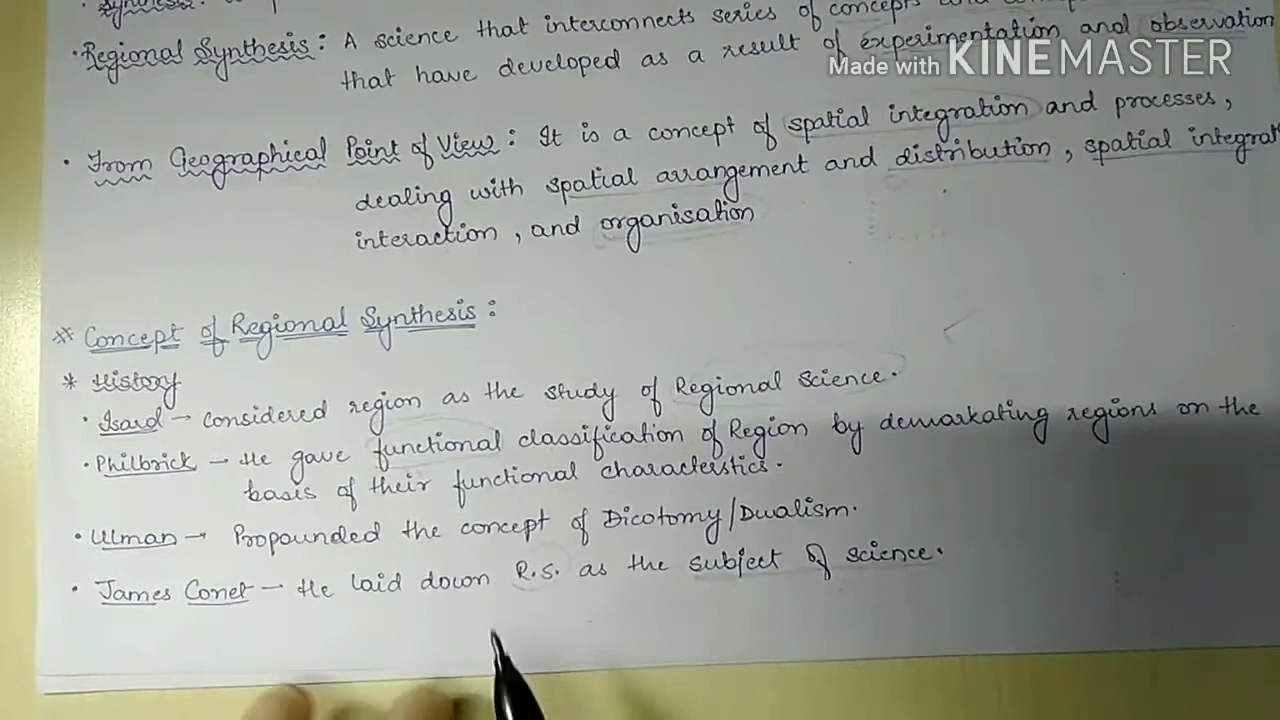 Synthesis:
• Regional Synthesis: A science that interconnects series of concepts and
that have developed as a result of experimentation and observation
Made with KINEMASTER
• From Geographical Point of View: It is a concept of spatial integration and processes,
dealing with spatial arrangement and distribution, spatial integrat
interaction, and organisation
* Concept of Regional Synthesis:
* History
• Isard - considered region as the study of Regional Science.
• Philbrick - He gave functional classification of Region by demarkating regions on the
basis of their functional characteristics.
• Ulman → Propounded the concept of Dicotomy/Dualism.
• James Conet - He laid down R.S. as the subject of science.